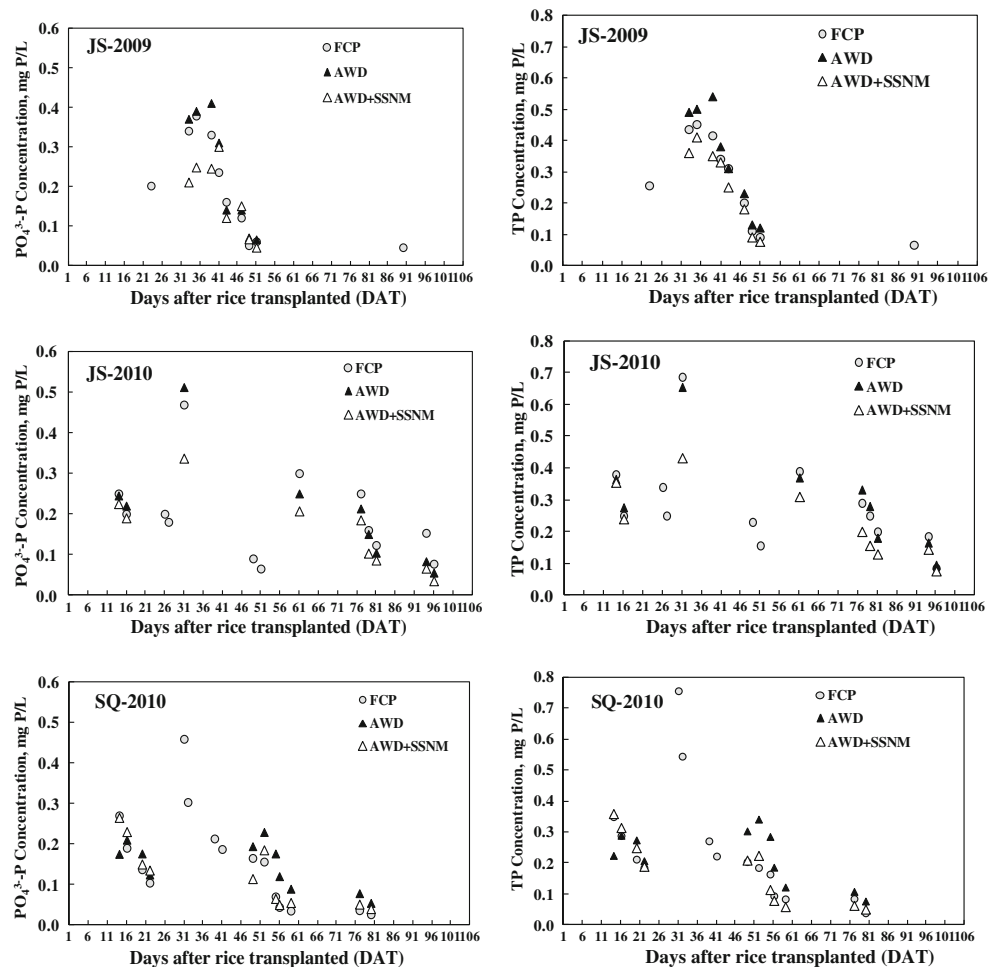 JS-2009
FCP
AWD
AWD+SSNM
PO₄³-P Concentration, mg P/L
0.6
0.5
0.4
0.3
0.2
0.1
0.0
1 6 11 16 21 26 31 36 41 46 51 56 61 66 71 76 81 86 91 96 101 106
Days after rice transplanted (DAT)
JS-2009
FCP
AWD
AWD+SSNM
TP Concentration, mg P/L
0.8
0.7
0.6
0.5
0.4
0.3
0.2
0.1
0.0
1 6 11 16 21 26 31 36 41 46 51 56 61 66 71 76 81 86 91 96 101 106
Days after rice transplanted (DAT)
JS-2010
FCP
AWD
AWD+SSNM
PO₄³-P Concentration, mg P/L
0.6
0.5
0.4
0.3
0.2
0.1
0.0
1 6 11 16 21 26 31 36 41 46 51 56 61 66 71 76 81 86 91 96 101 106
Days after rice transplanted (DAT)
JS-2010
FCP
AWD
AWD+SSNM
TP Concentration, mg P/L
0.8
0.7
0.6
0.5
0.4
0.3
0.2
0.1
0.0
1 6 11 16 21 26 31 36 41 46 51 56 61 66 71 76 81 86 91 96 101 106
Days after rice transplanted (DAT)
SQ-2010
FCP
AWD
AWD+SSNM
PO₄³-P Concentration, mg P/L
0.6
0.5
0.4
0.3
0.2
0.1
0.0
1 6 11 16 21 26 31 36 41 46 51 56 61 66 71 76 81 86 91 96 101 106
Days after rice transplanted (DAT)
SQ-2010
FCP
AWD
AWD+SSNM
TP Concentration, mg P/L
0.8
0.7
0.6
0.5
0.4
0.3
0.2
0.1
0.0
1 6 11 16 21 26 31 36 41 46 51 56 61 66 71 76 81 86 91 96 101 106
Days after rice transplanted (DAT)